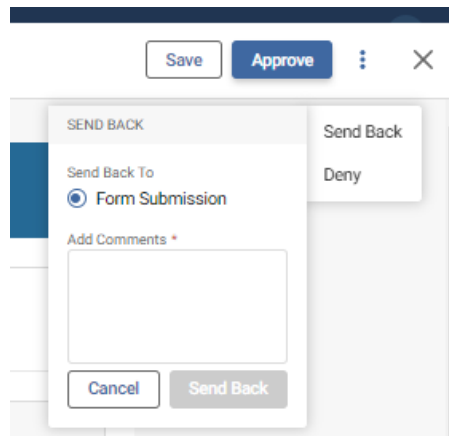 Save Approve
SEND BACK
Send Back
Send Back To
Deny
Form Submission
Add Comments *
Cancel Send Back